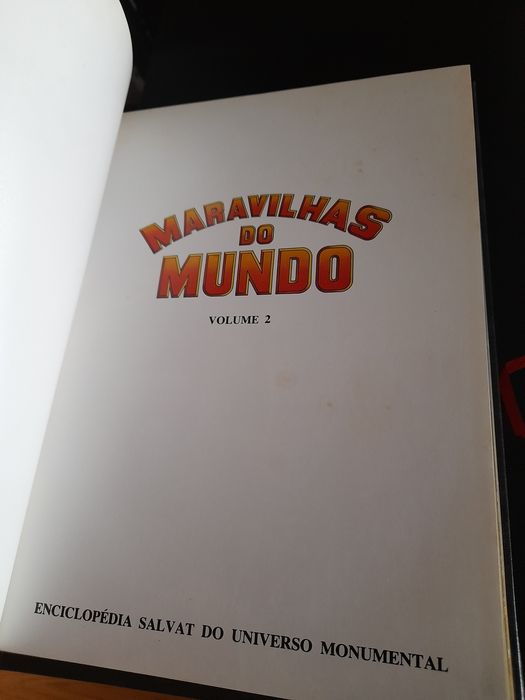 MARAVILHAS
DO
MUNDO
VOLUME 2
ENCICLOPÉDIA SALVAT DO UNIVERSO MONUMENTAL